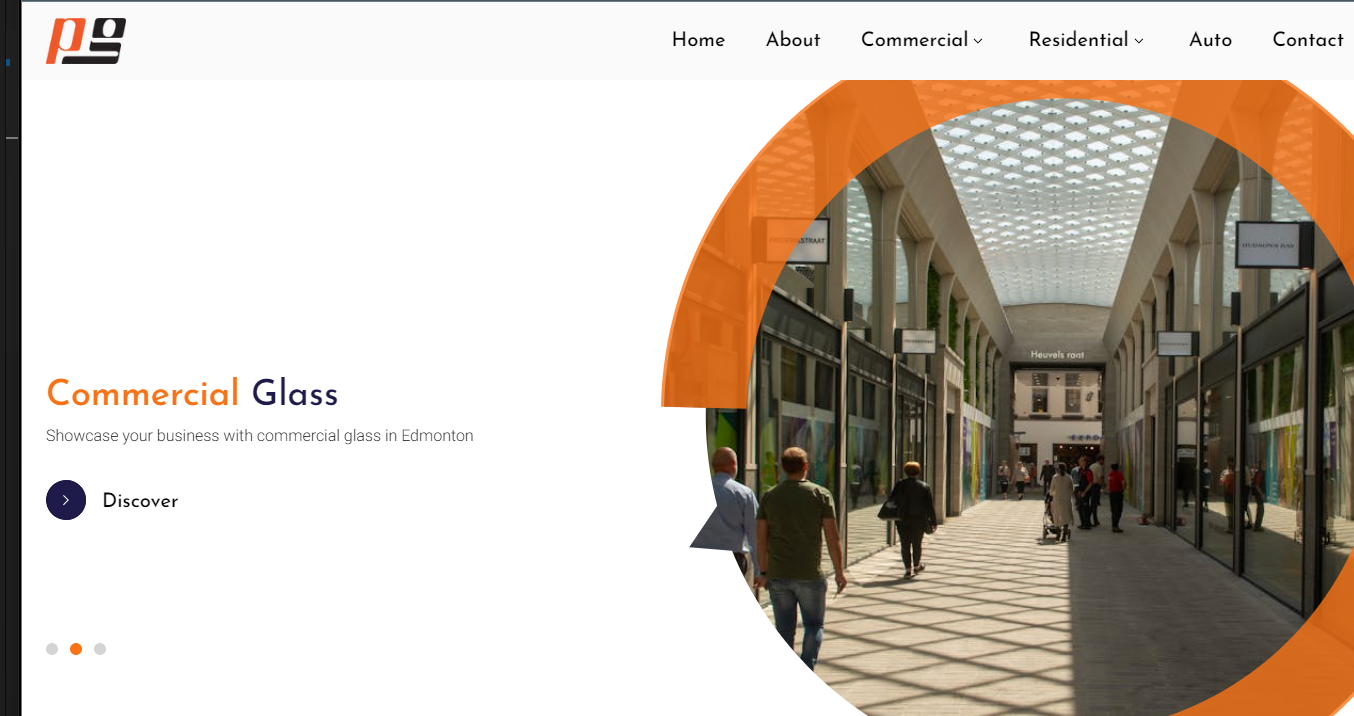 pg
Home About Commercial Residential Auto Contact
Commercial Glass
Showcase your business with commercial glass in Edmonton
Discover
Heuvels raat